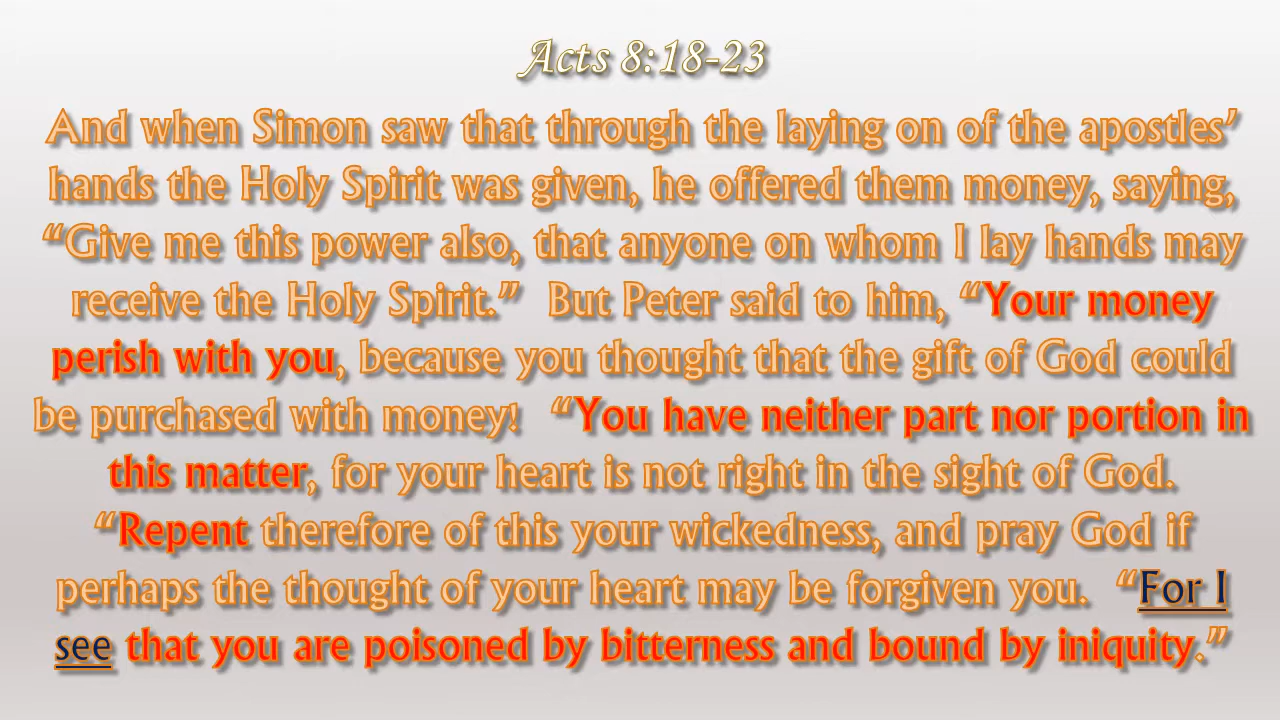 Acts 8:18-23
And when Simon saw that through the laying on of the apostles’
hands the Holy Spirit was given, he offered them money, saying,
“Give me this power also, that anyone on whom I lay hands may
receive the Holy Spirit.” But Peter said to him, “Your money
perish with you, because you thought that the gift of God could
be purchased with money! “You have neither part nor portion in
this matter, for your heart is not right in the sight of God.
“Repent therefore of this your wickedness, and pray God if
perhaps the thought of your heart may be forgiven you. “For I
see that you are poisoned by bitterness and bound by iniquity.”